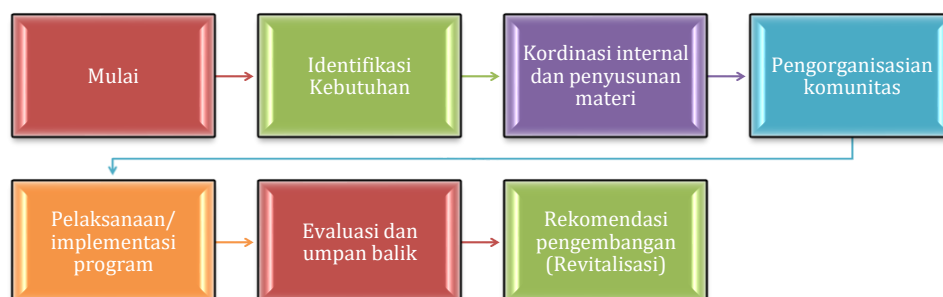 Mulai
Identifikasi
Kebutuhan
Kordinasi internal
dan penyusunan
materi
Pengorganisasian
komunitas
Pelaksanaan/
implementasi
program
Evaluasi dan
umpan balik
Rekomendasi
pengembangan
(Revitalisasi)